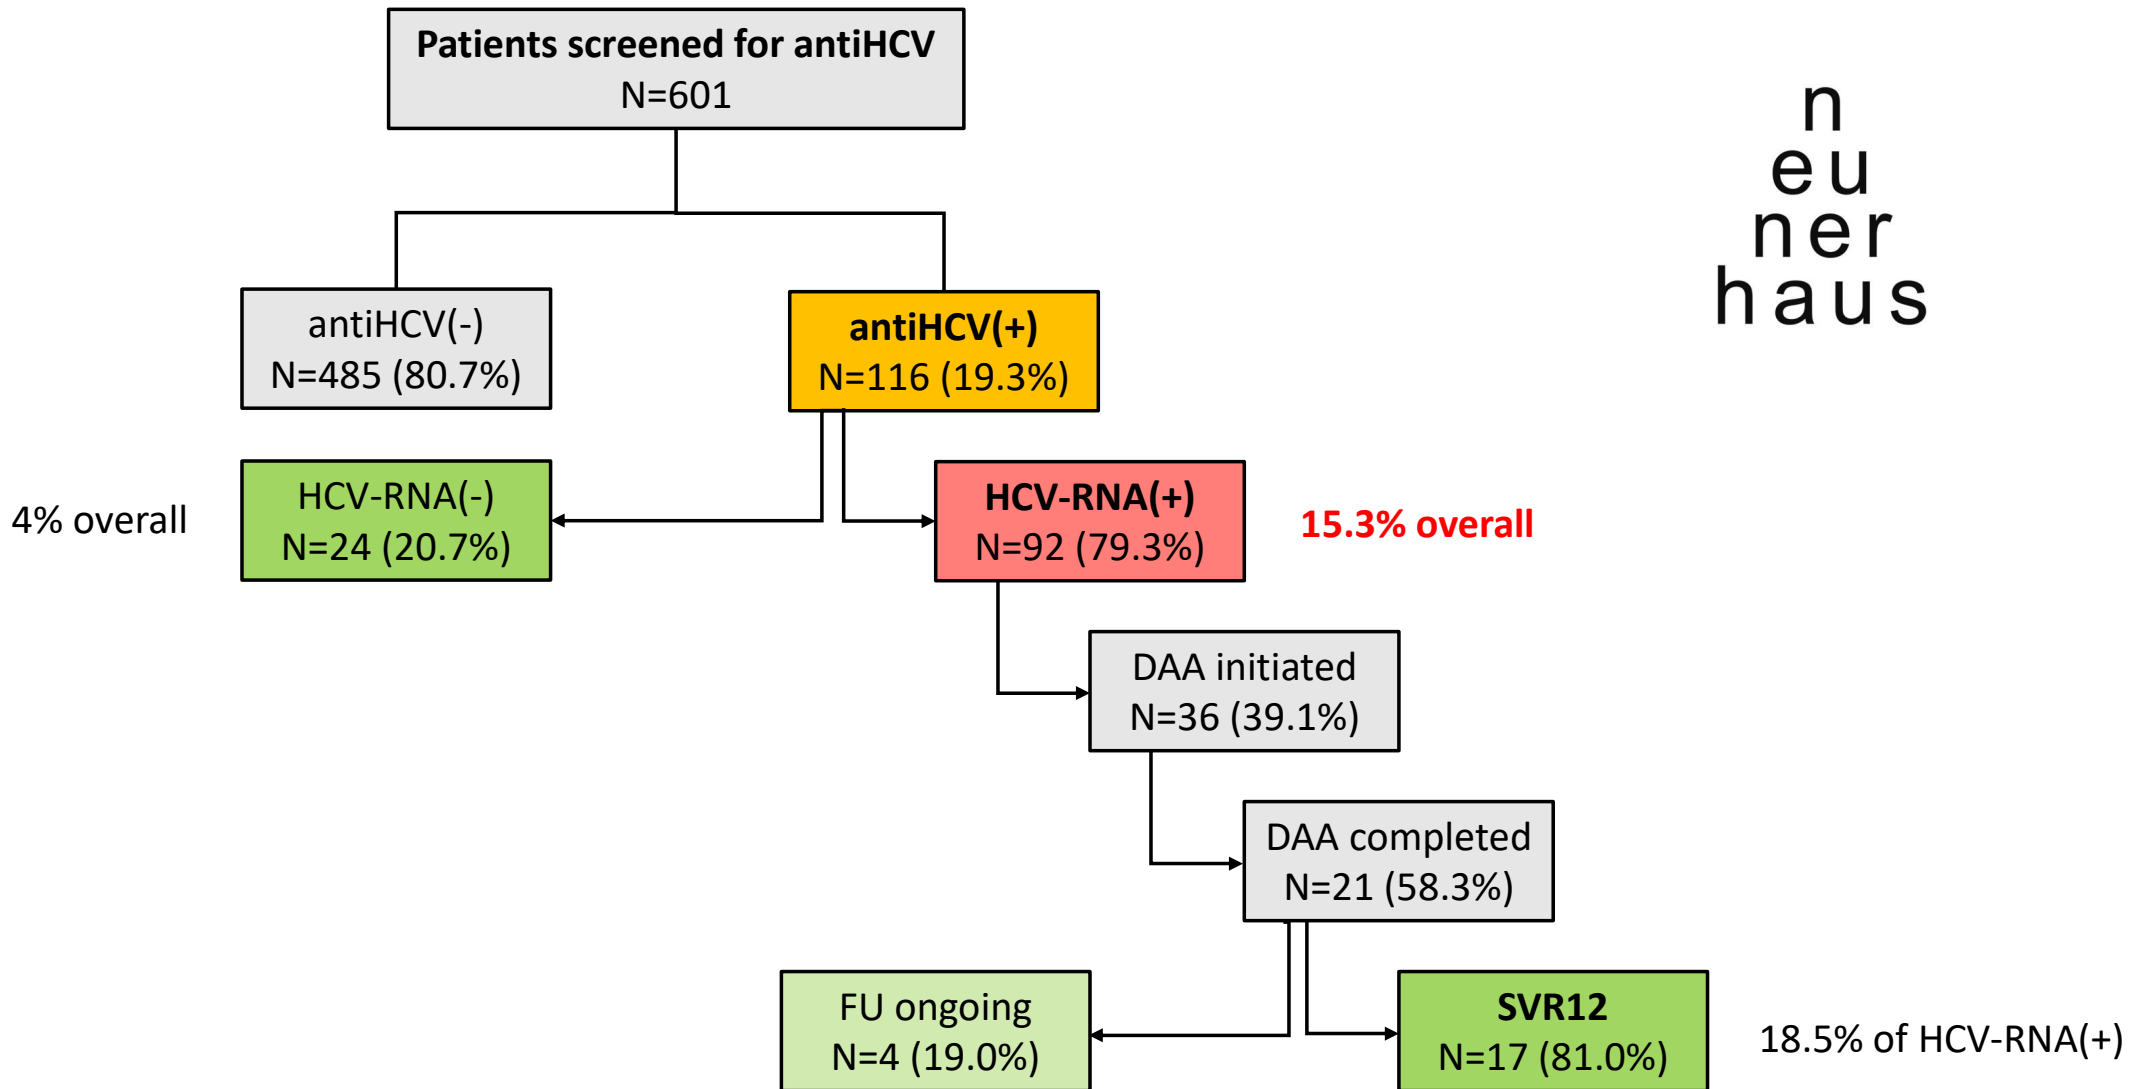 Patients screened for antiHCV
N=601
n
eu
ner
haus
antiHCV(-)
N=485 (80.7%)
antiHCV(+)
N=116 (19.3%)
4% overall
HCV-RNA(-)
N=24 (20.7%)
HCV-RNA(+)
N=92 (79.3%)
15.3% overall
DAA initiated
N=36 (39.1%)
DAA completed
N=21 (58.3%)
FU ongoing
N=4 (19.0%)
SVR12
N=17 (81.0%)
18.5% of HCV-RNA(+)